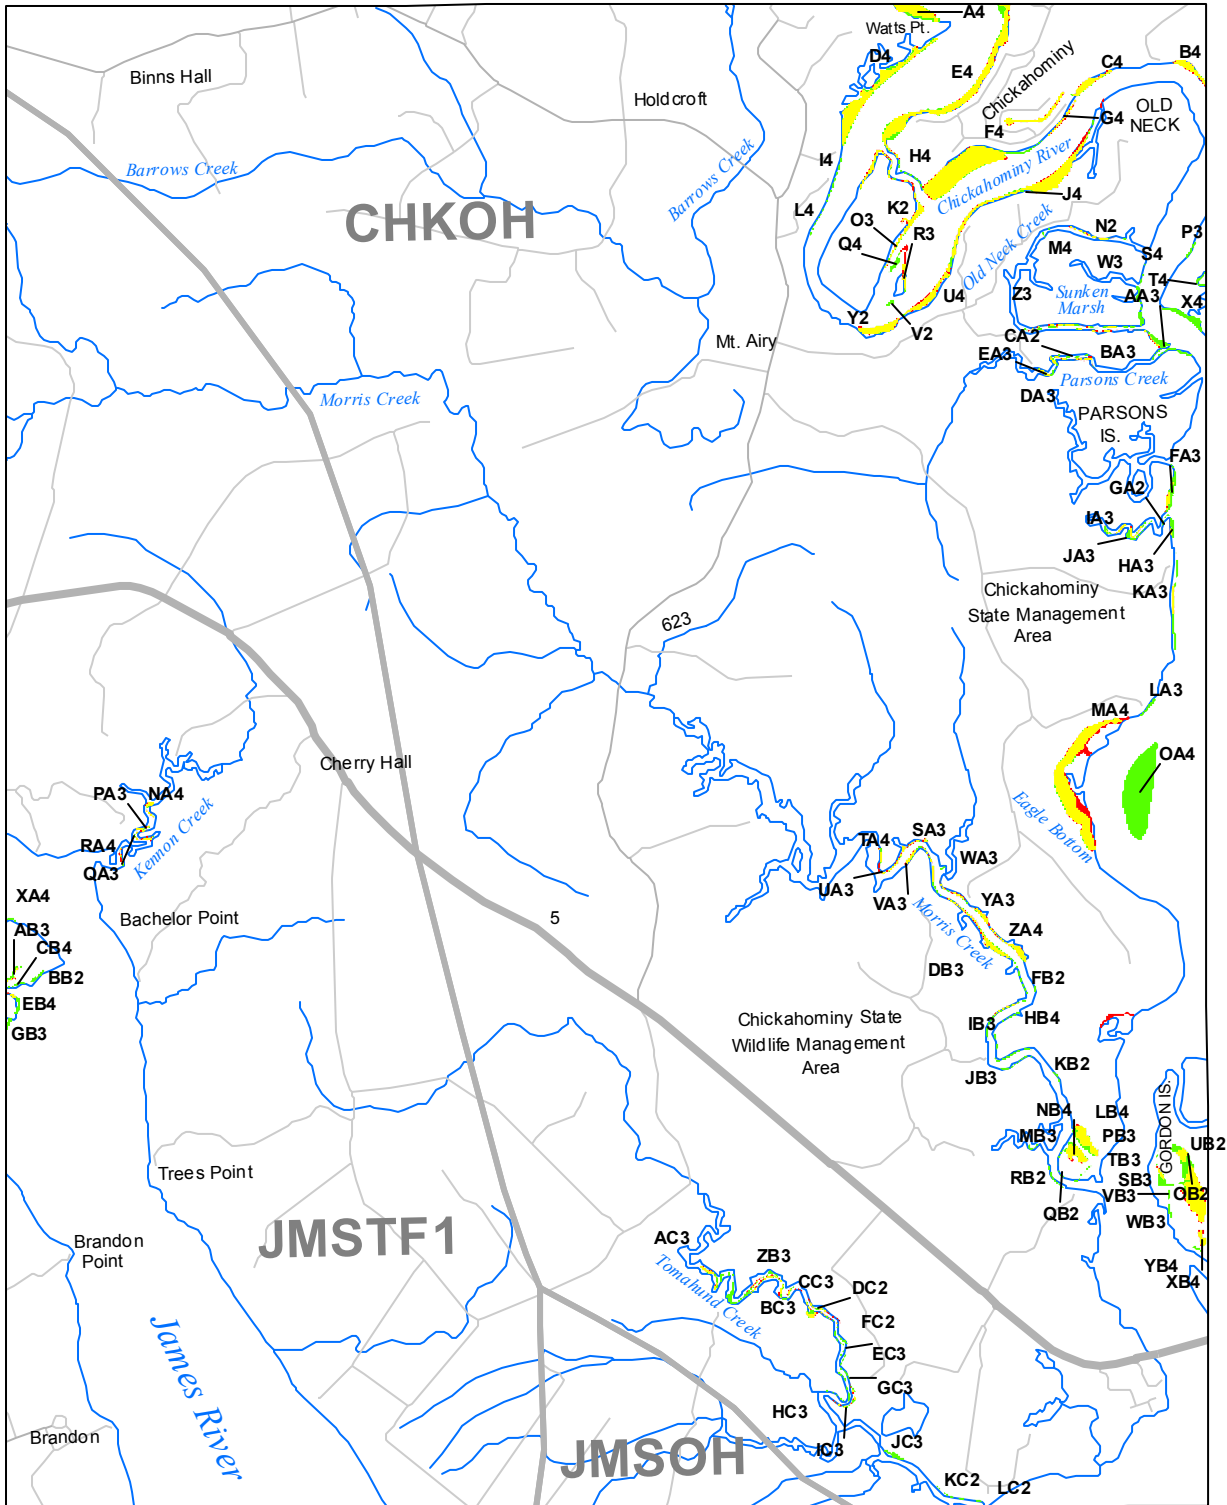 A4
Watts Pt.
B4
D4
C4
Binns Hall
E4
Chickahominy
Holdcroft
OLD
NECK
G4
F4
Barrows Creek
Barrows Creek
H4
I4
Chickahominy River
J4
CHKOH
L4
K2
O3
R3
Q4
Old Neck Creek
N2
P3
M4
S4
W3
T4
Z3
Sunken
Marsh
AA3
X4
U4
Y2
V2
Mt. Airy
CA2
EA3
BA3
Parsons Creek
DA3
Morris Creek
PARSONS
IS.
FA3
GA2
IA3
JA3
HA3
KA3
Chickahominy
State Management
Area
623
LA3
MA4
OA4
Cherry Hall
PA3
NA4
Eagle Bottom
RA4
Kennon Creek
QA3
TA4
SA3
WA3
UA3
VA3
YA3
Morris Creek
ZA4
XA4
Bachelor Point
5
AB3
CB4
BB2
DB3
FB2
EB4
GB3
Chickahominy State
Wildlife Management
Area
IB3
HB4
JB3
KB2
NB4
LB4
GORDON IS.
MB3
PB3
UB2
TB3
RB2
SB3
VB3
OB2
Trees Point
QB2
WB3
JMSTF1
Brandon
Point
AC3
YB4
XB4
ZB3
Tomahund Creek
CC3
DC2
BC3
FC2
EC3
James River
GC3
HC3
Brandon
IC3
JC3
JMSOH
KC2
LC2